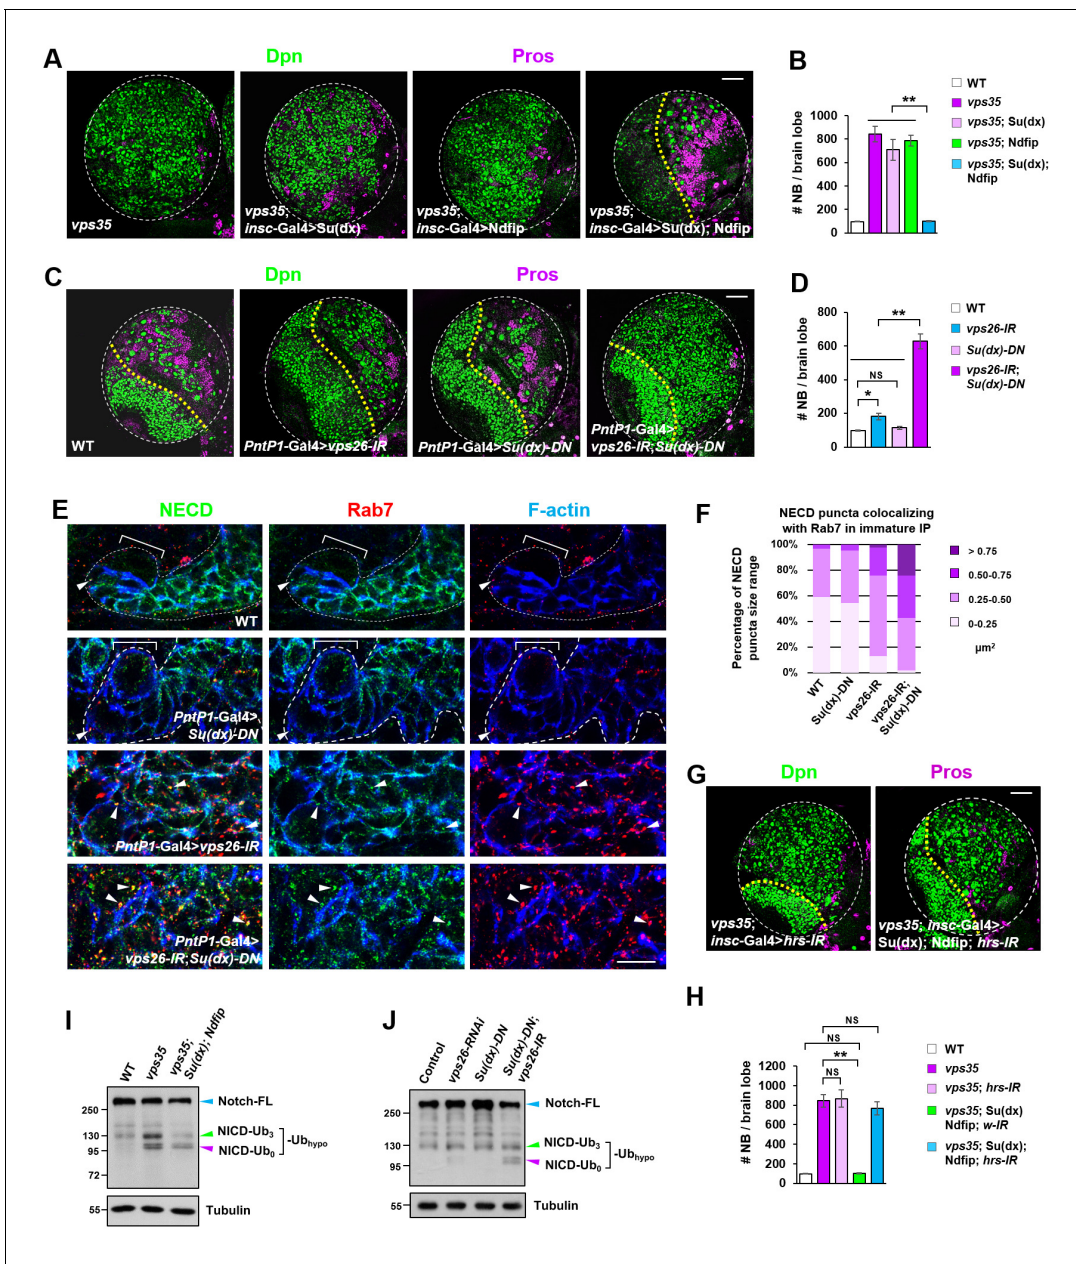 A
Dpn
Pros
vps35
vps35;
insc-Gal4>Su(dx)
vps35;
insc-Gal4>Ndfip
vps35;
insc-Gal4>Su(dx); Ndfip
B
# NB / brain lobe
1000
800
600
400
200
0
**
WT
vps35
vps35; Su(dx)
vps35; Ndfip
vps35; Su(dx);
Ndfip
C
Dpn
Pros
WT
PntP1-Gal4>vps26-IR
PntP1-Gal4>Su(dx)-DN
PntP1-Gal4>
vps26-IR;Su(dx)-DN
D
# NB / brain lobe
800
600
400
200
0
**
NS
*
WT
vps26-IR
Su(dx)-DN
vps26-IR;
Su(dx)-DN
E
NECD
Rab7
F-actin
WT
PntP1-Gal4>
Su(dx)-DN
PntP1-Gal4>vps26-IR
PntP1-Gal4>
vps26-IR;Su(dx)-DN
F
NECD puncta colocalizing
with Rab7 in immature IP
Percentage of NECD
puncta size range
100%
80%
60%
40%
20%
0%
WT
Su(dx)-DN
vps26-IR
vps26-IR;
Su(dx)-DN
> 0.75
0.50-0.75
0.25-0.50
0-0.25
µm2
G
Dpn
Pros
vps35;
insc-Gal4>hrs-IR
vps35; insc-Gal4>
Su(dx); Ndfip; hrs-IR
H
# NB / brain lobe
1200
1000
800
600
400
200
0
NS
NS
**
NS
WT
vps35
vps35; hrs-IR
vps35; Su(dx)
Ndfip; w-IR
vps35; Su(dx);
Ndfip; hrs-IR
I
WT
vps35
vps35;
Su(dx); Ndfip
250
130
95
72
55
Notch-FL
NICD-Ub3
NICD-Ub0
-Ubhypo
Tubulin
J
Control
vps26-RNAi
Su(dx)-DN
Su(dx)-DN;
vps26-IR
250
130
95
55
Notch-FL
NICD-Ub3
NICD-Ub0
-Ubhypo
Tubulin